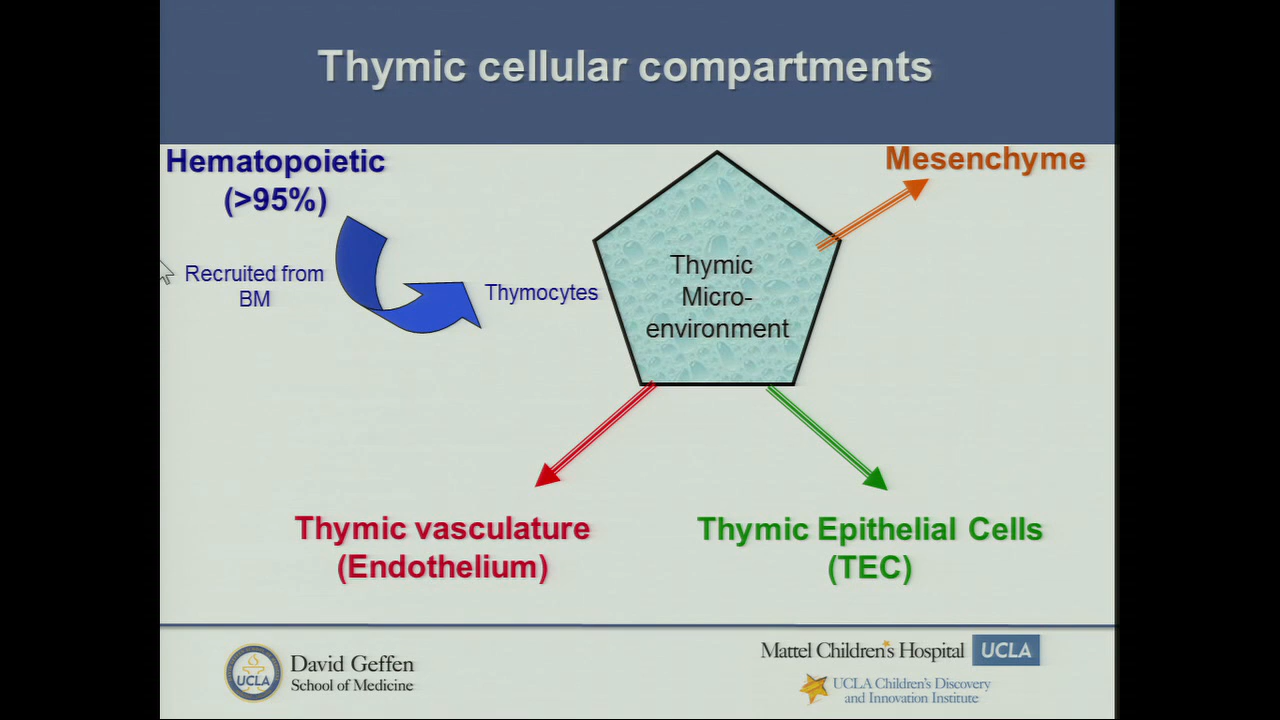 Thymic cellular compartments
Hematopoietic
(>95%)
Recruited from
BM
Thymocytes
Thymic
Micro-
environment
Mesenchyme
Thymic vasculature
(Endothelium)
Thymic Epithelial Cells
(TEC)
UCLA
David Geffen
School of Medicine
Mattel Children's Hospital UCLA
UCLA Children's Discovery
and Innovation Institute